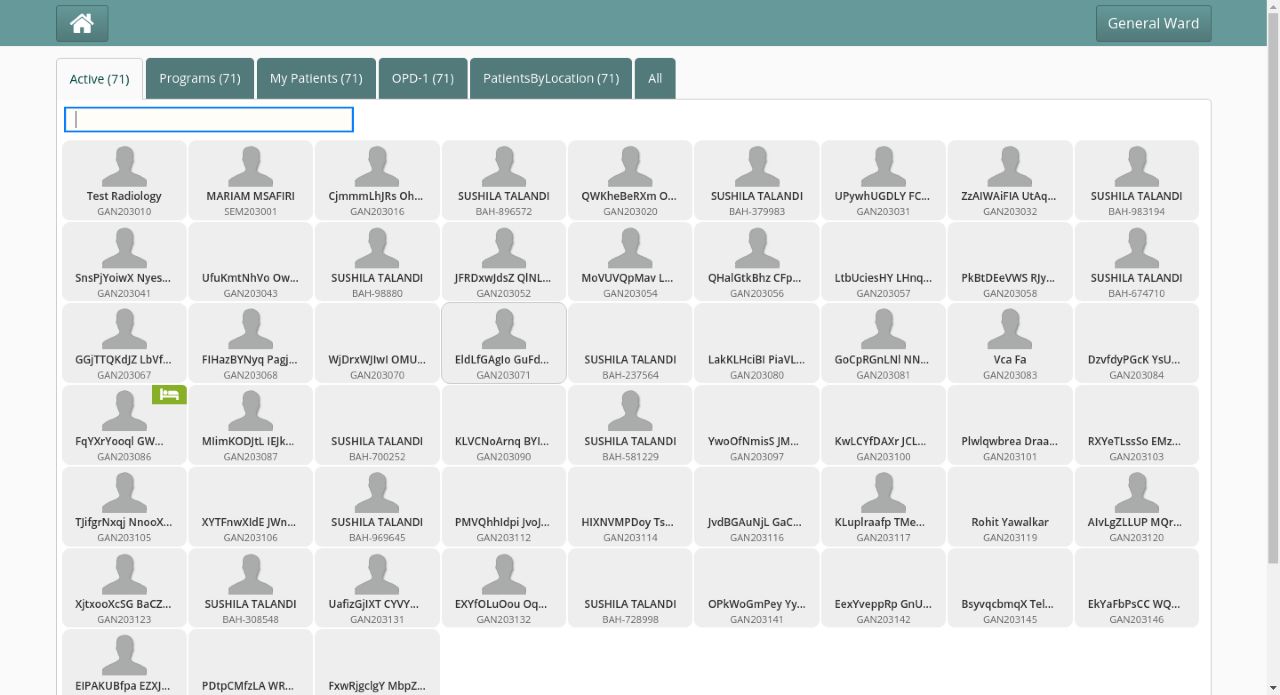 General Ward
Active (71)
Programs (71)
My Patients (71)
OPD-1 (71)
PatientsByLocation (71)
All
Test Radiology
GAN203010
MARIAM MSAFIRI
SEM203001
CjmmmLhJRs Oh...
GAN203016
SUSHILA TALANDI
BAH-896572
QWKheBeRXm O...
GAN203020
SUSHILA TALANDI
BAH-379983
UPywhUGDLY FC...
GAN203031
ZzAIWAiFIA UtAq...
GAN203032
SUSHILA TALANDI
BAH-983194
SnsPjYoiwX Nyes...
GAN203041
UfuKmtNhVo Ow...
GAN203043
SUSHILA TALANDI
BAH-98880
JFRDxwJdsZ QlNL...
GAN203052
MoVUVQpMav L...
GAN203054
QHalGtkBhz CFp...
GAN203056
LtbUciesHY LHnq...
GAN203057
PkBtDEeVWS RJy...
GAN203058
SUSHILA TALANDI
BAH-674710
GGjTTQKdJZ LbVf...
GAN203067
FIHazBYNyq Pagj...
GAN203068
WjDrxWJIwI OMU...
GAN203070
EldLfGAgIo GuFd...
GAN203071
SUSHILA TALANDI
BAH-237564
LakKLHciBI PiaVL...
GAN203080
GoCpRGnLNl NN...
GAN203081
Vca Fa
GAN203083
DzvfdyPGcK YsU...
GAN203084
FqYXrYooql GW...
GAN203086
MIimKODJtL IEJk...
GAN203087
SUSHILA TALANDI
BAH-700252
KLVCNoArnq BYI...
GAN203090
SUSHILA TALANDI
BAH-581229
YwoOfNmisS JM...
GAN203097
KwLCYfDAXr JCL...
GAN203100
Plwlqwbrea Draa...
GAN203101
RXYeTLssSo EMz...
GAN203103
TJifgrNxqj NnooX...
GAN203105
XYTFnwXIdE JWn...
GAN203106
SUSHILA TALANDI
BAH-969645
PMVQhhIdpi JvoJ...
GAN203112
HIXNVMPDoy Ts...
GAN203114
JvdBGAuNjL GaC...
GAN203116
KLuplraafp TMe...
GAN203117
Rohit Yawalkar
GAN203119
AIvLgZLLUP MQr...
GAN203120
XjtxooXcSG BaCZ...
GAN203123
SUSHILA TALANDI
BAH-308548
UafizGjIXT CYVY...
GAN203131
EXYfOLuOou Oq...
GAN203132
SUSHILA TALANDI
BAH-728998
OPkWoGmPey Yy...
GAN203141
EexYveppRp GnU...
GAN203142
BsyvqcbmqX Tel...
GAN203145
EkYaFbPsCC WQ...
GAN203146
EIPAKUBfpa EZXJ...
PDtpCMfzLA WR...
FxwRjgclgY MbpZ...